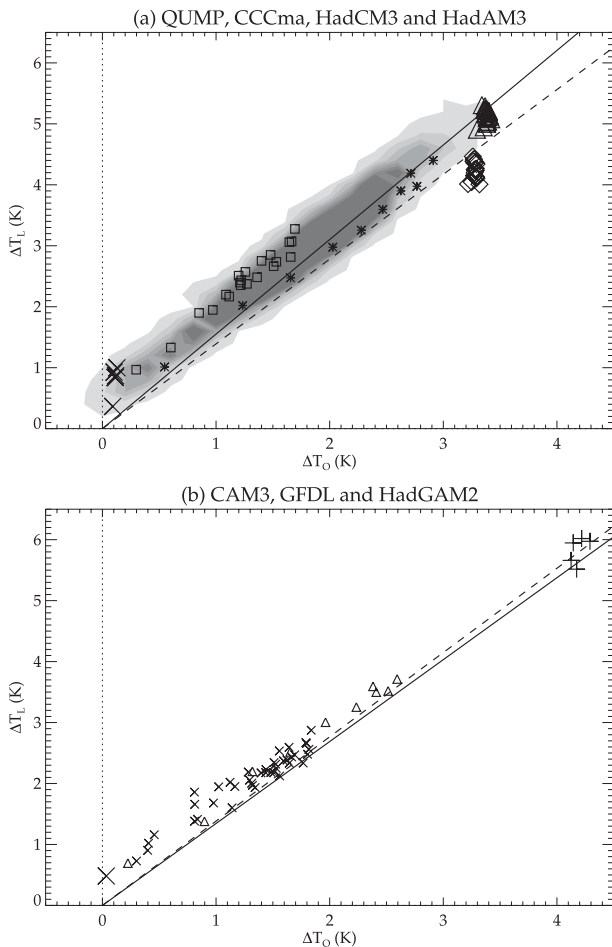 (a) QUMP, CCCma, HadCM3 and HadAM3
6
5
4
3
2
1
0
ΔT_L (K)
0 1 2 3 4
ΔT_O (K)
(b) CAM3, GFDL and HadGAM2
6
5
4
3
2
1
0
ΔT_L (K)
0 1 2 3 4
ΔT_O (K)